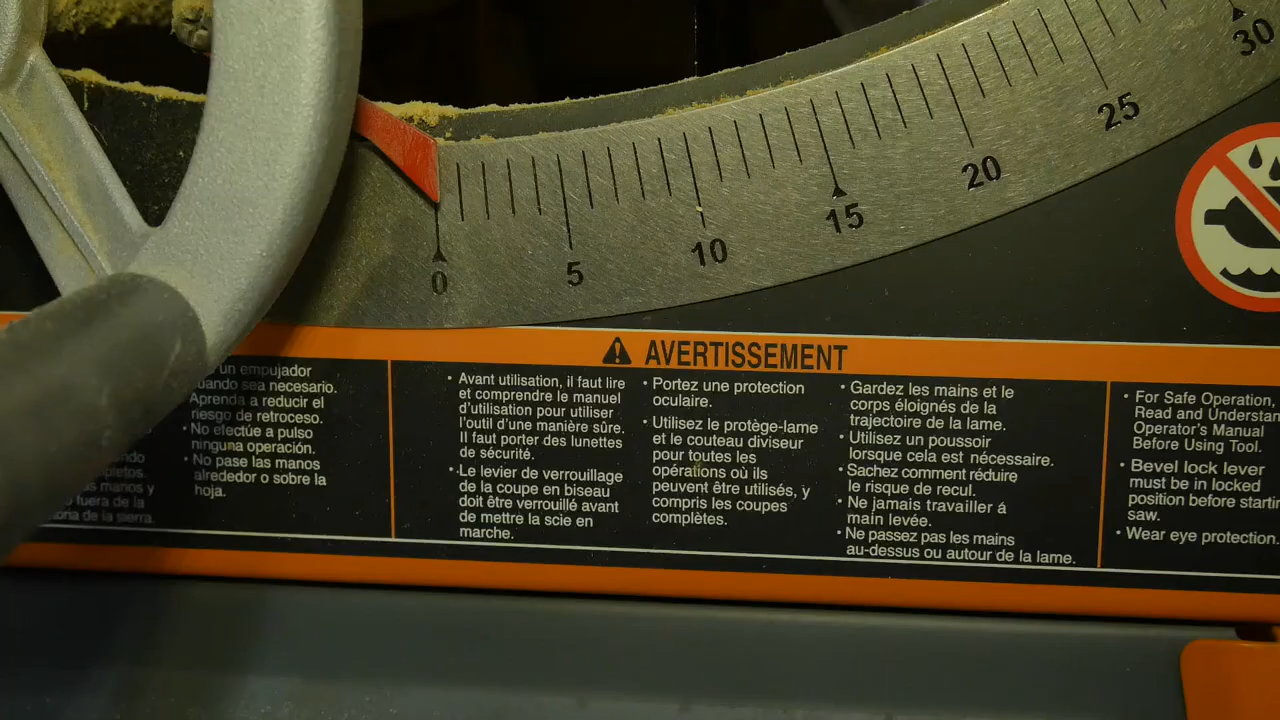 0
5
10
15
20
25
30
AVERTISSEMENT
un empujador
uando sea necesario.
Aprenda a reducir el
riesgo de retroceso.
• No efectúe a pulso
ninguna operación.
• No pase las manos
alrededor o sobre la
hoja.
manos y
fuera de la
de la sierra.
• Avant utilisation, il faut lire
et comprendre le manuel
d'utilisation pour utiliser
l'outil d'une manière sûre.
Il faut porter des lunettes
de sécurité.
• Le levier de verrouillage
de la coupe en biseau
doit être verrouillé avant
de mettre la scie en
marche.
• Portez une protection
oculaire.
• Utilisez le protège-lame
et le couteau diviseur
pour toutes les
opérations où ils
peuvent être utilisés, y
compris les coupes
complètes.
• Gardez les mains et le
corps éloignés de la
trajectoire de la lame.
• Utilisez un poussoir
lorsque cela est nécessaire.
• Sachez comment réduire
le risque de recul.
• Ne jamais travailler á
main levée.
• Ne passez pas les mains
au-dessus ou autour de la lame.
• For Safe Operation,
Read and Understan
Operator's Manual
Before Using Tool.
• Bevel lock lever
must be in locked
position before startin
saw.
• Wear eye protection.